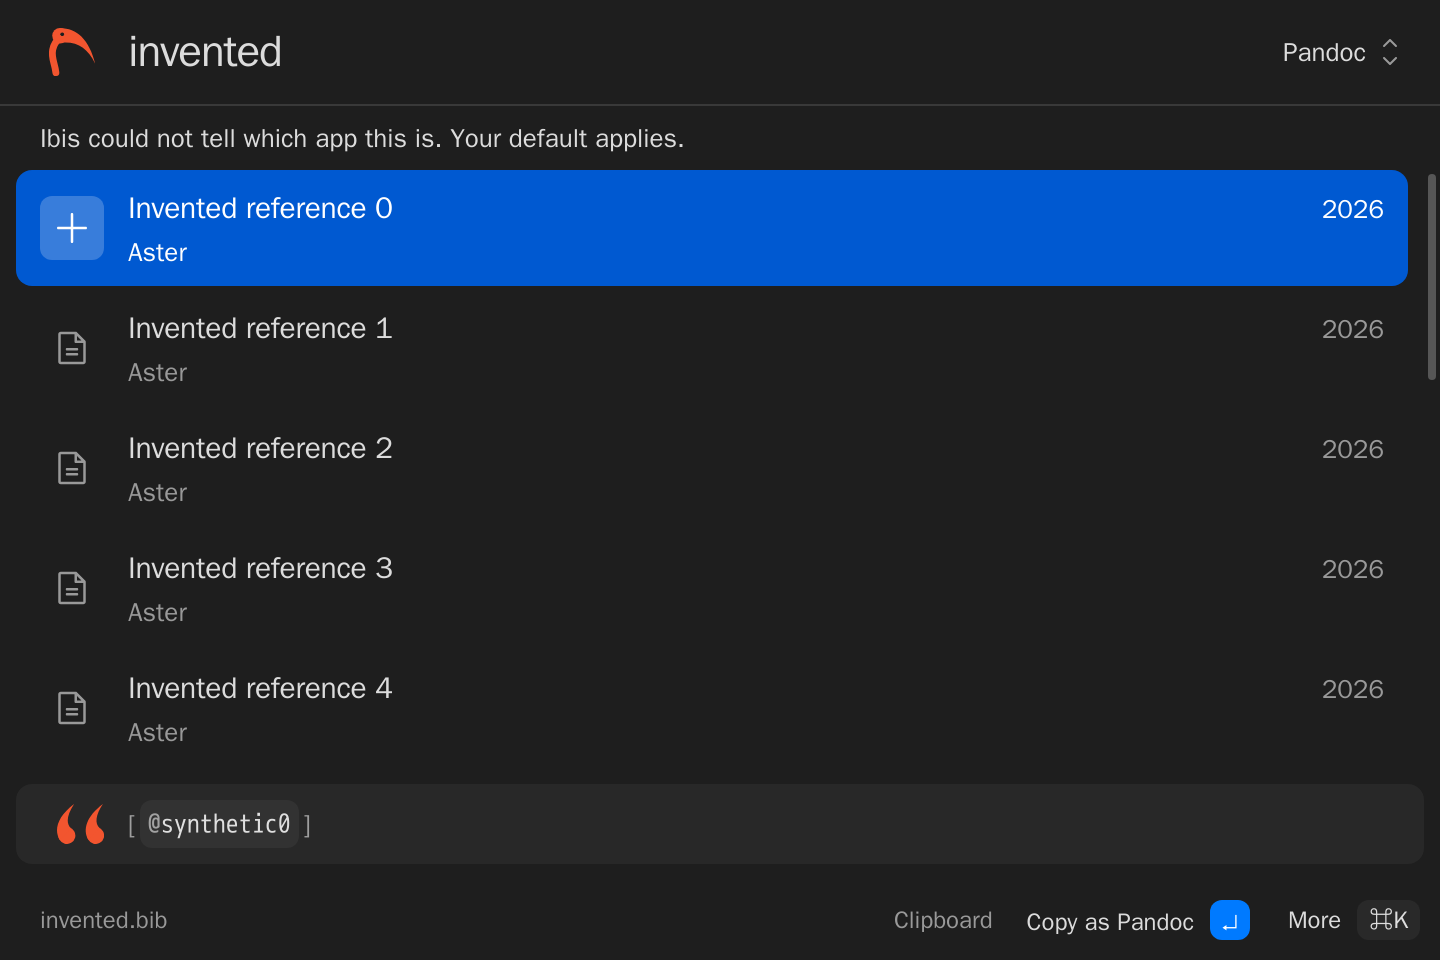 invented
Pandoc
Ibis could not tell which app this is. Your default applies.
Invented reference 0
2026
Aster
Invented reference 1
2026
Aster
Invented reference 2
2026
Aster
Invented reference 3
2026
Aster
Invented reference 4
2026
Aster
[@synthetic0]
invented.bib
Clipboard
Copy as Pandoc
More
⌘K